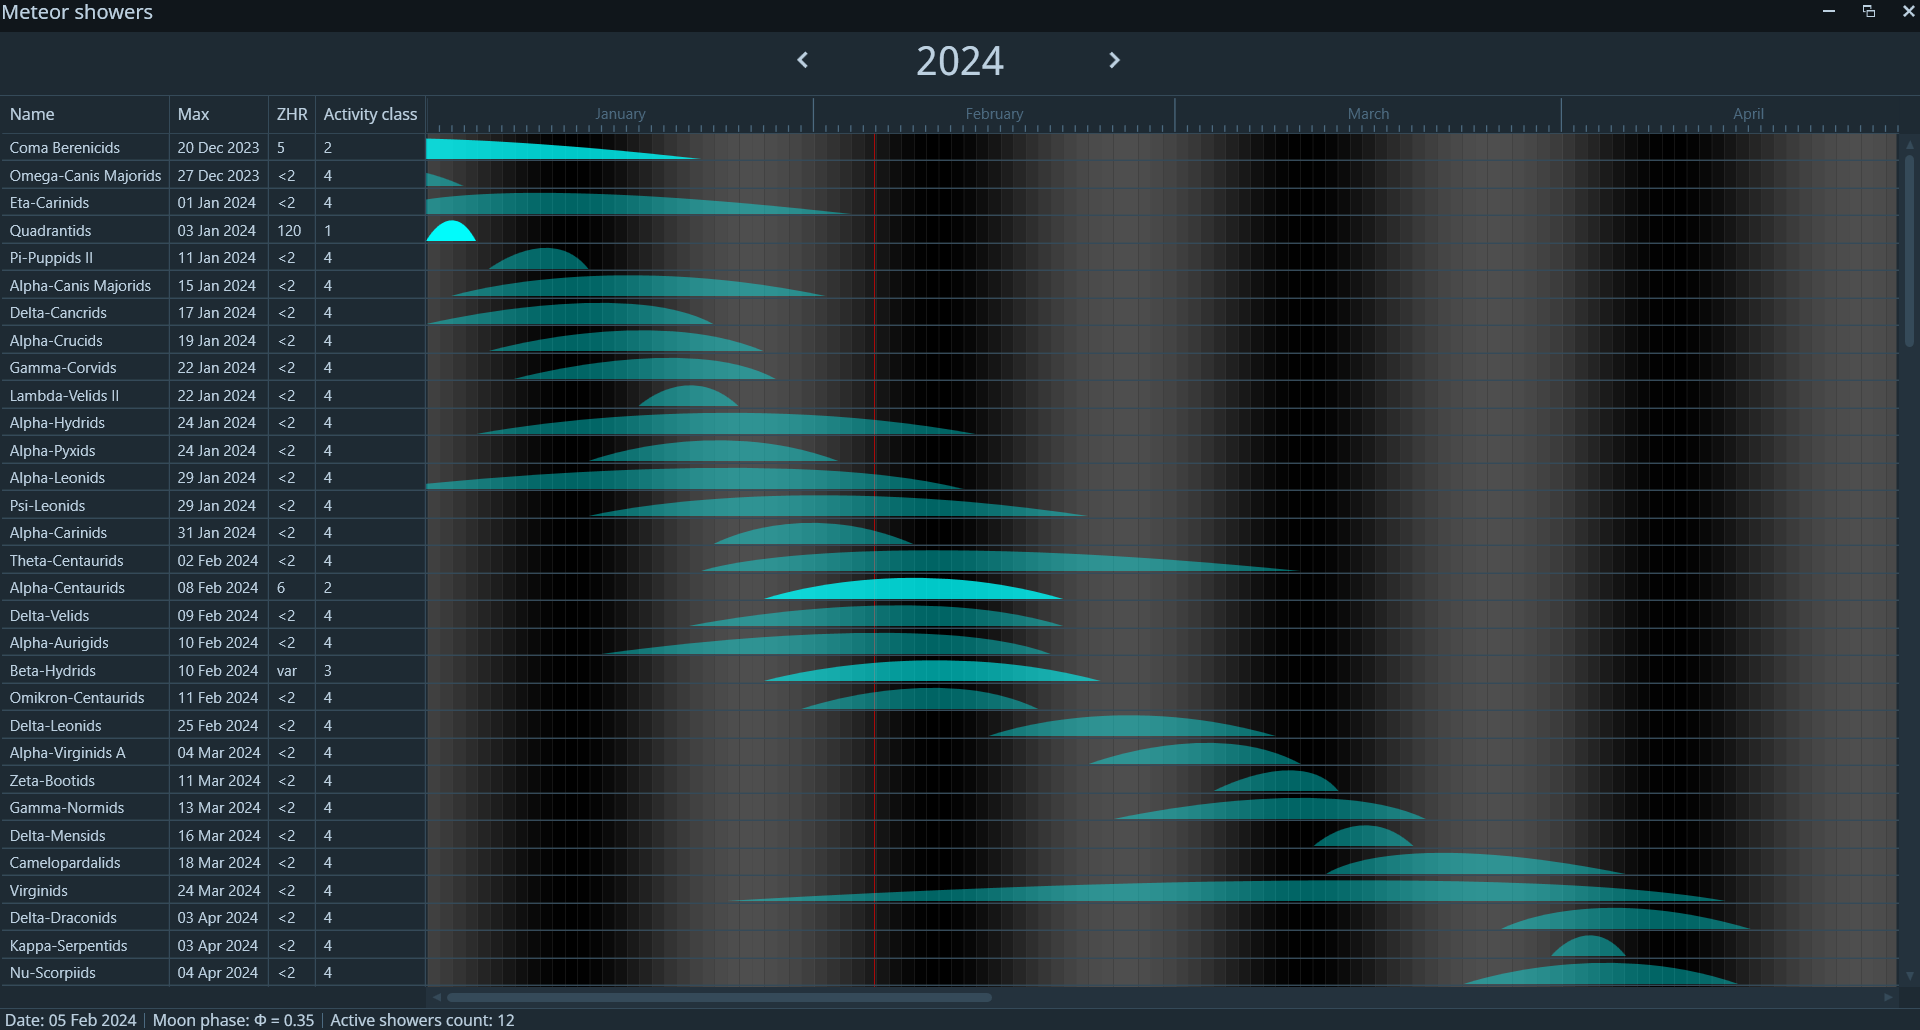 Meteor showers
2024
Name Max ZHR Activity class January February March April
Coma Berenicids 20 Dec 2023 5 2
Omega-Canis Majorids 27 Dec 2023 <2 4
Eta-Carinids 01 Jan 2024 <2 4
Quadrantids 03 Jan 2024 120 1
Pi-Puppids II 11 Jan 2024 <2 4
Alpha-Canis Majorids 15 Jan 2024 <2 4
Delta-Cancrids 17 Jan 2024 <2 4
Alpha-Crucids 19 Jan 2024 <2 4
Gamma-Corvids 22 Jan 2024 <2 4
Lambda-Velids II 22 Jan 2024 <2 4
Alpha-Hydrids 24 Jan 2024 <2 4
Alpha-Pyxids 24 Jan 2024 <2 4
Alpha-Leonids 29 Jan 2024 <2 4
Psi-Leonids 29 Jan 2024 <2 4
Alpha-Carinids 31 Jan 2024 <2 4
Theta-Centaurids 02 Feb 2024 <2 4
Alpha-Centaurids 08 Feb 2024 6 2
Delta-Velids 09 Feb 2024 <2 4
Alpha-Aurigids 10 Feb 2024 <2 4
Beta-Hydrids 10 Feb 2024 var 3
Omikron-Centaurids 11 Feb 2024 <2 4
Delta-Leonids 25 Feb 2024 <2 4
Alpha-Virginids A 04 Mar 2024 <2 4
Zeta-Bootids 11 Mar 2024 <2 4
Gamma-Normids 13 Mar 2024 <2 4
Delta-Mensids 16 Mar 2024 <2 4
Camelopardalids 18 Mar 2024 <2 4
Virginids 24 Mar 2024 <2 4
Delta-Draconids 03 Apr 2024 <2 4
Kappa-Serpentids 03 Apr 2024 <2 4
Nu-Scorpiids 04 Apr 2024 <2 4
Date: 05 Feb 2024 Moon phase: Φ = 0.35 Active showers count: 12